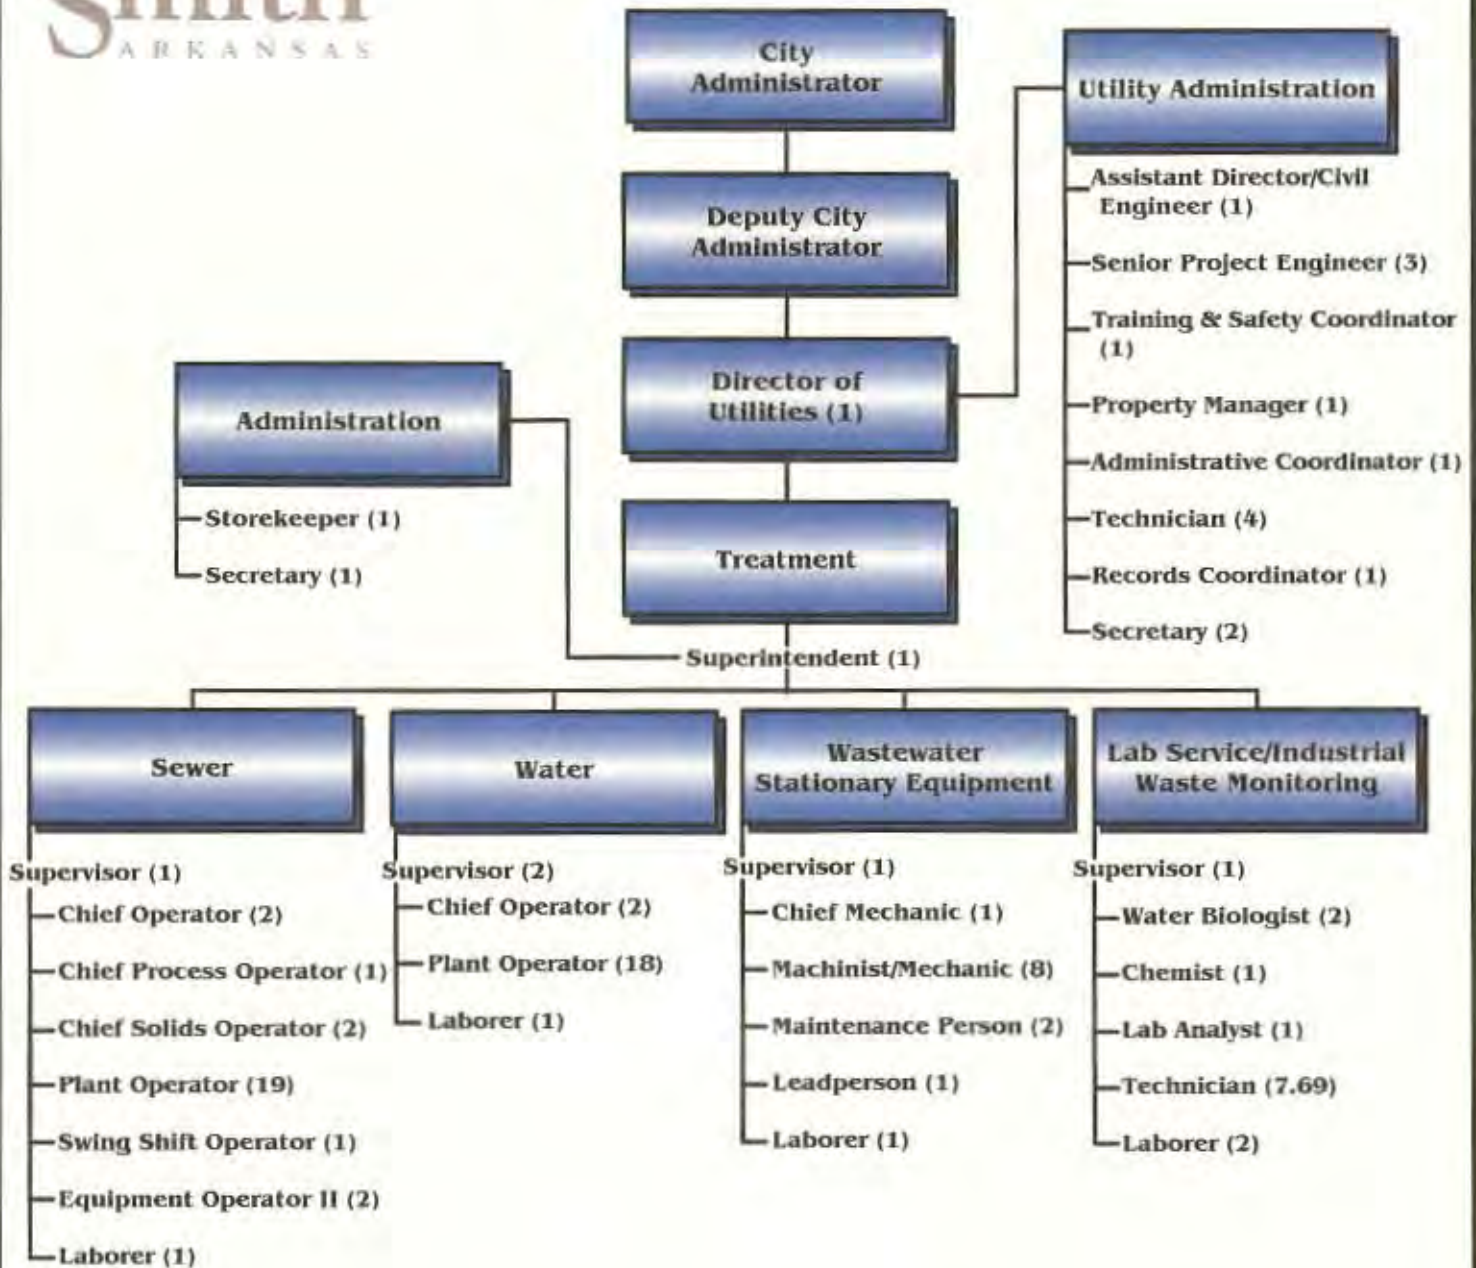 Smith
ARKANSAS
City
Administrator
Utility Administration
Assistant Director/Civil
Engineer (1)
Senior Project Engineer (3)
Training & Safety Coordinator
(1)
Property Manager (1)
Administrative Coordinator (1)
Technician (4)
Records Coordinator (1)
Secretary (2)
Deputy City
Administrator
Director of
Utilities (1)
Administration
Storekeeper (1)
Secretary (1)
Treatment
Superintendent (1)
Sewer
Supervisor (1)
Chief Operator (2)
Chief Process Operator (1)
Chief Solids Operator (2)
Plant Operator (19)
Swing Shift Operator (1)
Equipment Operator II (2)
Laborer (1)
Water
Supervisor (2)
Chief Operator (2)
Plant Operator (18)
Laborer (1)
Wastewater
Stationary Equipment
Supervisor (1)
Chief Mechanic (1)
Machinist/Mechanic (8)
Maintenance Person (2)
Leadperson (1)
Laborer (1)
Lab Service/Industrial
Waste Monitoring
Supervisor (1)
Water Biologist (2)
Chemist (1)
Lab Analyst (1)
Technician (7.69)
Laborer (2)